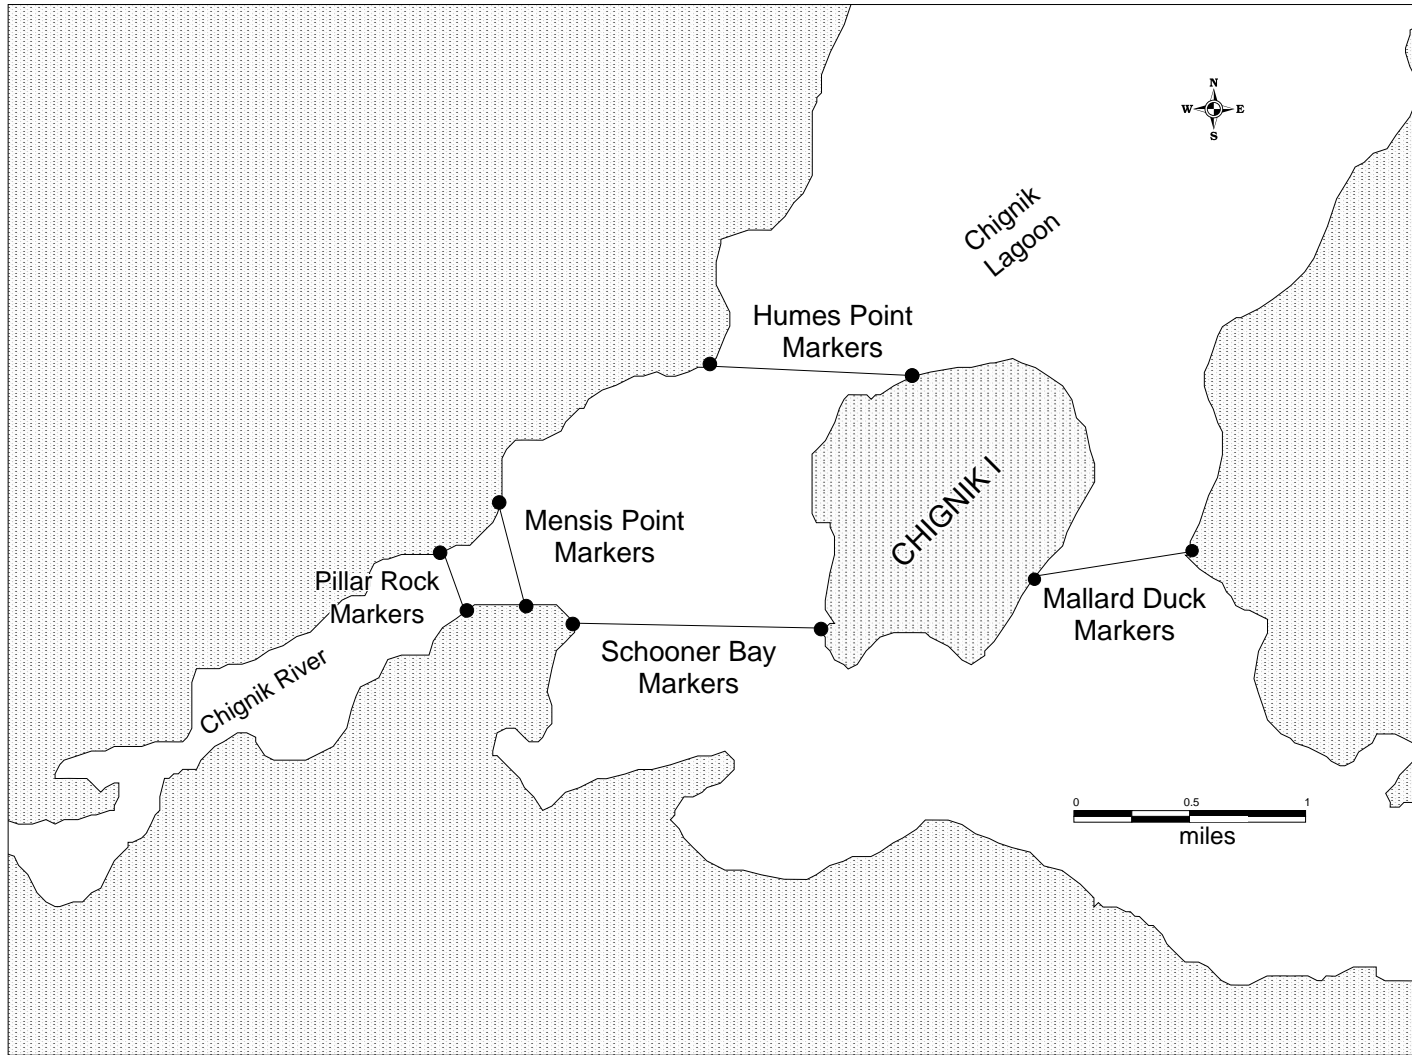 N
W E
S
Chignik
Lagoon
Humes Point
Markers
CHIGNIK I
Mensis Point
Markers
Pillar Rock
Markers
Mallard Duck
Markers
Schooner Bay
Markers
Chignik River
0 0.5 1
miles